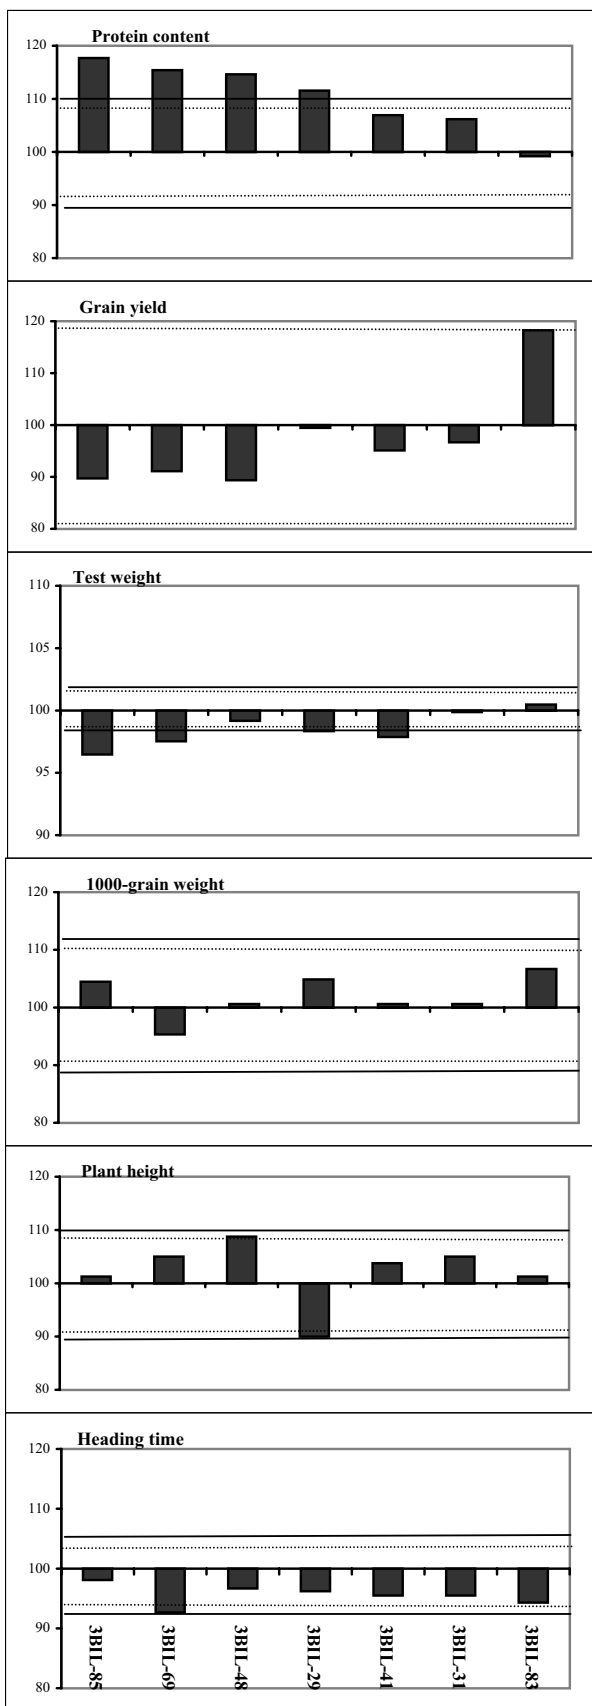 Protein content
120
110
100
90
80
Grain yield
120
110
100
90
80
Test weight
110
105
100
95
90
1000-grain weight
120
110
100
90
80
Plant height
120
110
100
90
80
Heading time
120
110
100
90
80
3BIL-85
3BIL-69
3BIL-48
3BIL-29
3BIL-41
3BIL-31
3BIL-83